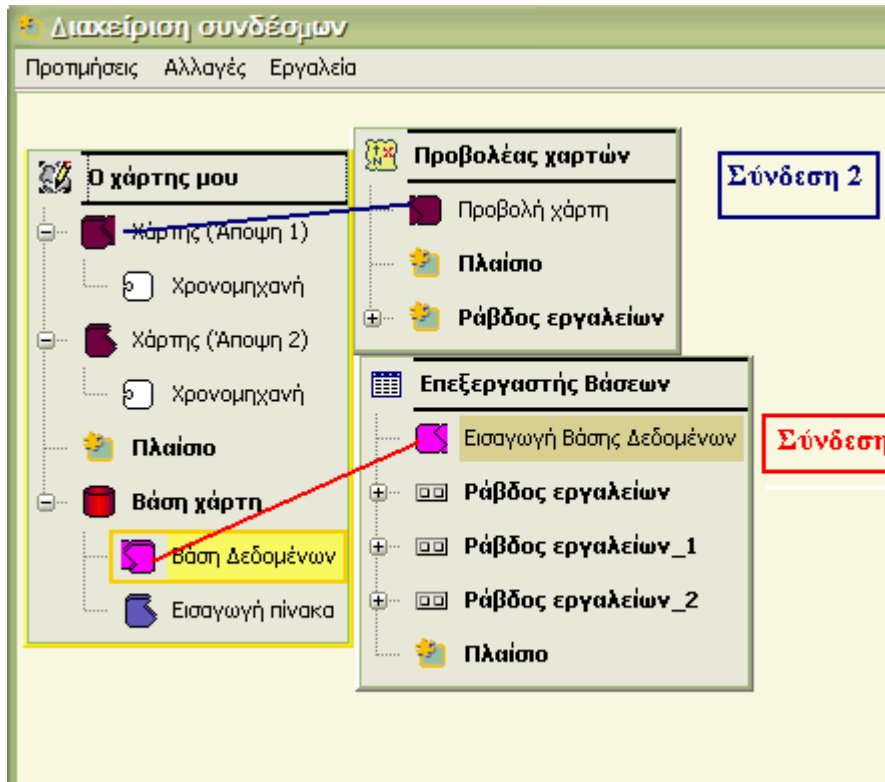 Διαχείριση συνδέσμων
Προτιμήσεις Αλλαγές Εργαλεία
Ο χάρτης μου
Χάρτης (Άποψη 1)
Χρονομηχανή
Χάρτης (Άποψη 2)
Χρονομηχανή
Πλαίσιο
Βάση χάρτη
Βάση Δεδομένων
Εισαγωγή πίνακα
Προβολέας χαρτών
Προβολή χάρτη
Πλαίσιο
Ράβδος εργαλείων
Σύνδεση 2
Επεξεργαστής Βάσεων
Εισαγωγή Βάσης Δεδομένων
Ράβδος εργαλείων
Ράβδος εργαλείων_1
Ράβδος εργαλείων_2
Πλαίσιο
Σύνδεση